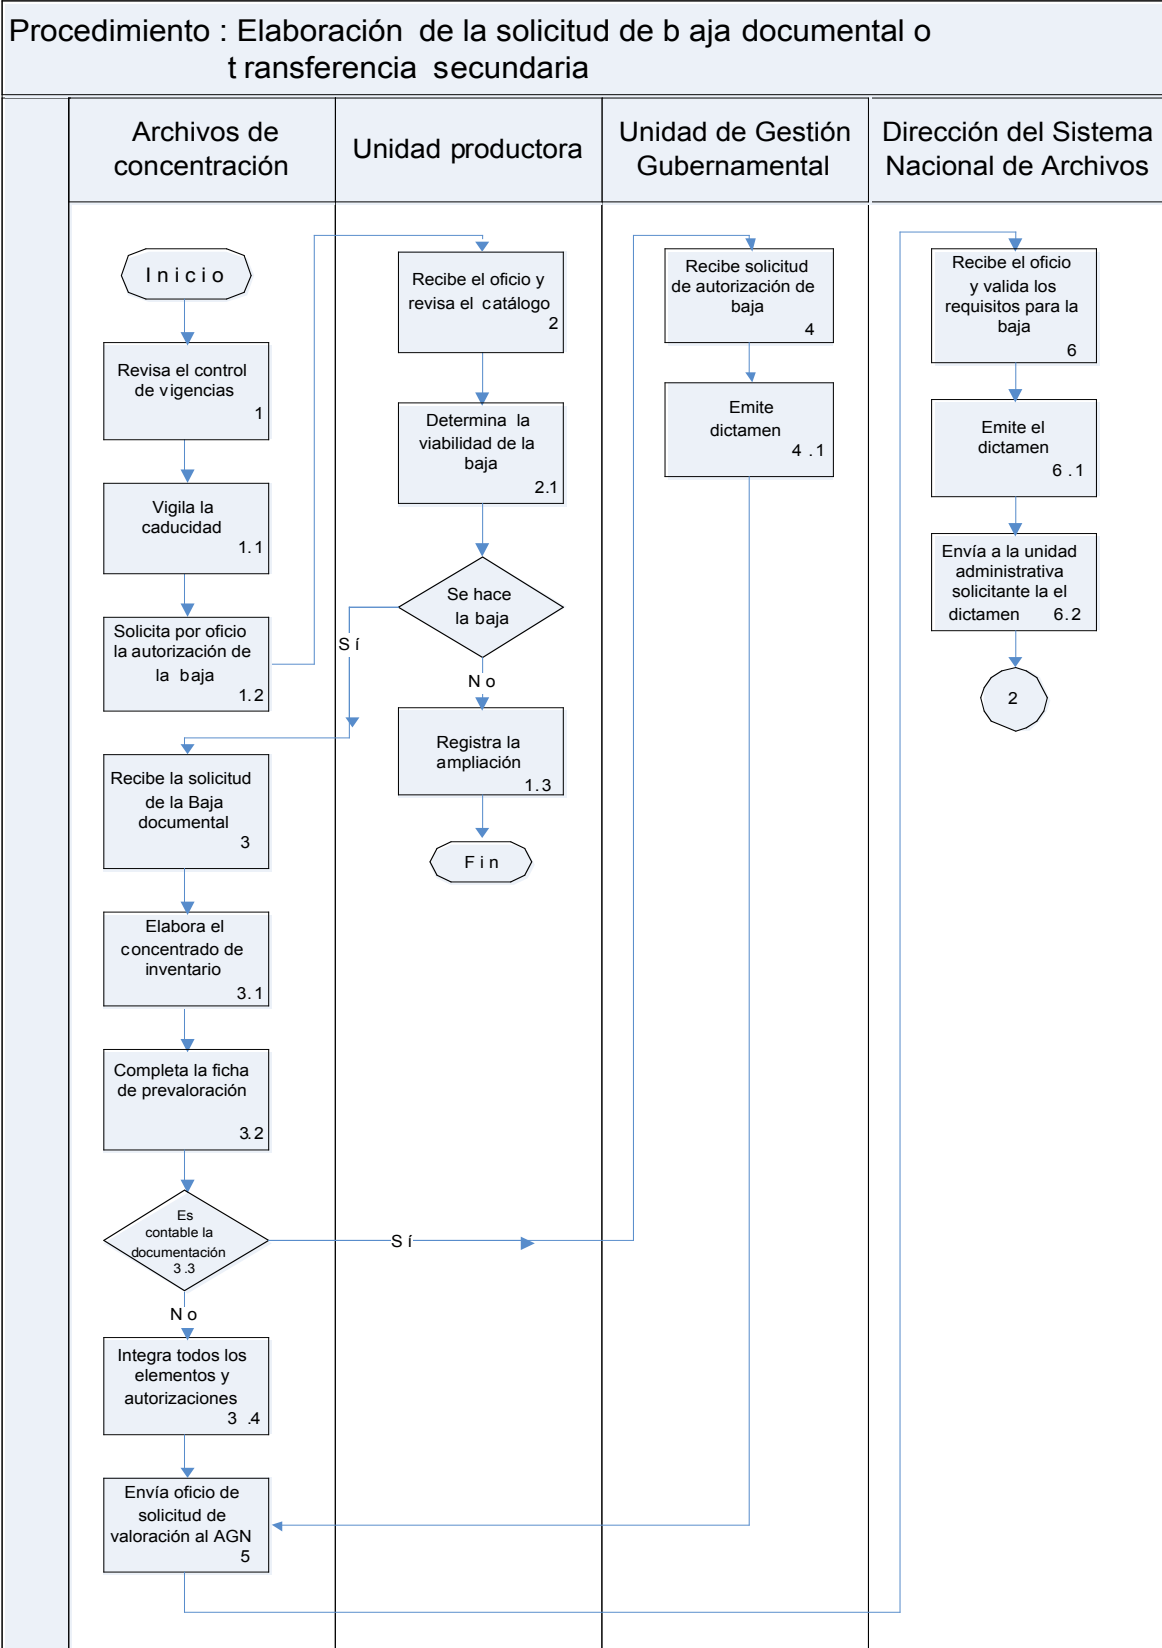 Procedimiento : Elaboración de la solicitud de b aja documental o
t ransferencia secundaria
Archivos de
concentración
Unidad productora
Unidad de Gestión
Gubernamental
Dirección del Sistema
Nacional de Archivos
Inicio
Revisa el control
de vigencias
1
Vigila la
caducidad
1.1
Solicita por oficio
la autorización de
la baja
1.2
Recibe la solicitud
de la Baja
documental
3
Elabora el
concentrado de
inventario
3.1
Completa la ficha
de prevaloración
3.2
Es
contable la
documentación
3.3
Sí
No
Integra todos los
elementos y
autorizaciones
3 .4
Envía oficio de
solicitud de
valoración al AGN
5
Recibe el oficio y
revisa el catálogo
2
Determina la
viabilidad de la
baja
2.1
Se hace
la baja
Sí
No
Registra la
ampliación
1.3
Fin
Recibe solicitud
de autorización de
baja
4
Emite
dictamen
4 .1
Recibe el oficio
y valida los
requisitos para la
baja
6
Emite el
dictamen
6 .1
Envía a la unidad
administrativa
solicitante la el
dictamen 6.2
2